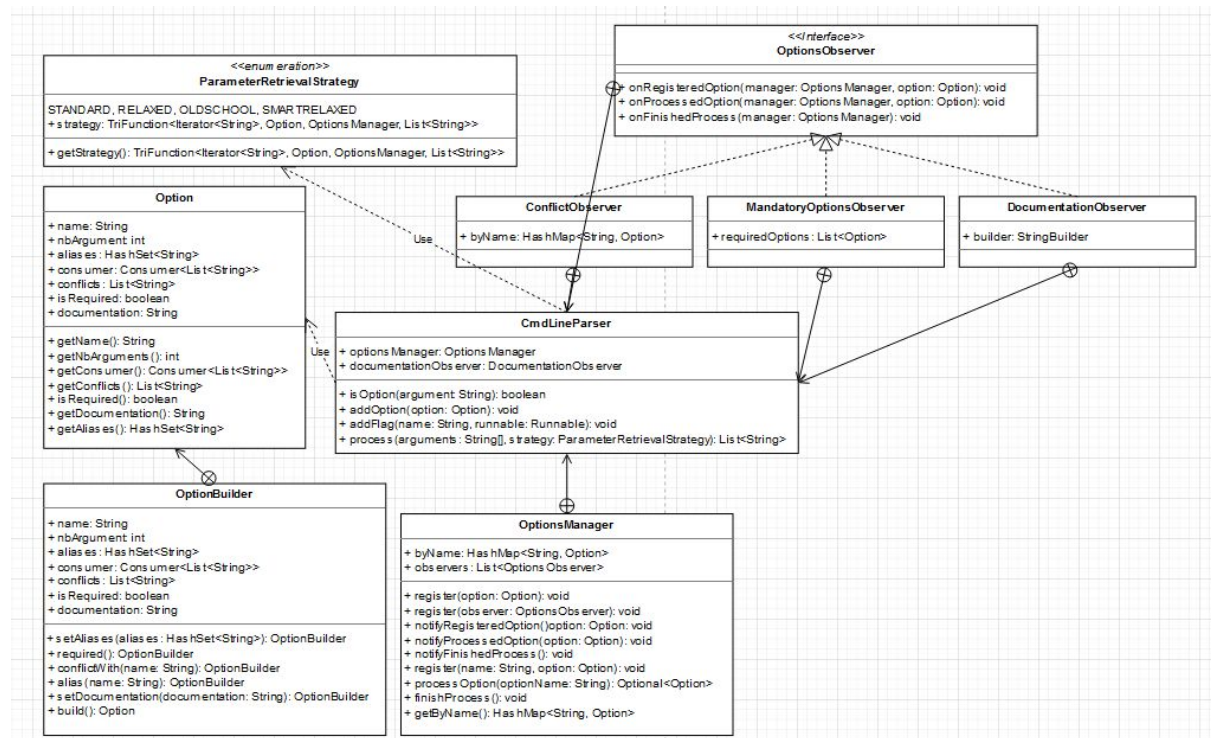 <<enumeration>>
ParameterRetrievalStrategy
STANDARD, RELAXED, OLDSCHOOL, SMARTRELAXED
+ strategy: TriFunction<Iterator<String>, Option, OptionsManager, List<String>>
+ getStrategy(): TriFunction<Iterator<String>, Option, OptionsManager, List<String>>
<<Interface>>
OptionsObserver
+ onRegisteredOption(manager: OptionsManager, option: Option): void
+ onProcessedOption(manager: OptionsManager, option: Option): void
+ onFinishedProcess(manager: OptionsManager): void
Option
+ name: String
+ nbArgument: int
+ aliases: HashSet<String>
+ consumer: Consumer<List<String>>
+ conflicts: List<String>
+ isRequired: boolean
+ documentation: String
+ getName(): String
+ getNbArguments(): int
+ getConsumer(): Consumer<List<String>>
+ getConflicts(): List<String>
+ isRequired(): boolean
+ getDocumentation(): String
+ getAliases(): HashSet<String>
ConflictObserver
+ byName: HashMap<String, Option>
MandatoryOptionsObserver
+ requiredOptions: List<Option>
DocumentationObserver
+ builder: StringBuilder
Use
Use
CmdLineParser
+ optionsManager: OptionsManager
+ documentationObserver: DocumentationObserver
+ isOption(argument: String): boolean
+ addOption(option: Option): void
+ addFlag(name: String, runnable: Runnable): void
+ process(arguments: String[], strategy: ParameterRetrievalStrategy): List<String>
OptionBuilder
+ name: String
+ nbArgument: int
+ aliases: HashSet<String>
+ consumer: Consumer<List<String>>
+ conflicts: List<String>
+ isRequired: boolean
+ documentation: String
+ setAliases(aliases: HashSet<String>): OptionBuilder
+ required(): OptionBuilder
+ conflictWith(name: String): OptionBuilder
+ alias(name: String): OptionBuilder
+ setDocumentation(documentation: String): OptionBuilder
+ build(): Option
OptionsManager
+ byName: HashMap<String, Option>
+ observers: List<OptionsObserver>
+ register(option: Option): void
+ register(observer: OptionsObserver): void
+ notifyRegisteredOption()option: Option: void
+ notifyProcessedOption(option: Option): void
+ notifyFinishedProcess(): void
+ register(name: String, option: Option): void
+ processOption(optionName: String): Optional<Option>
+ finishProcess(): void
+ getByName(): HashMap<String, Option>